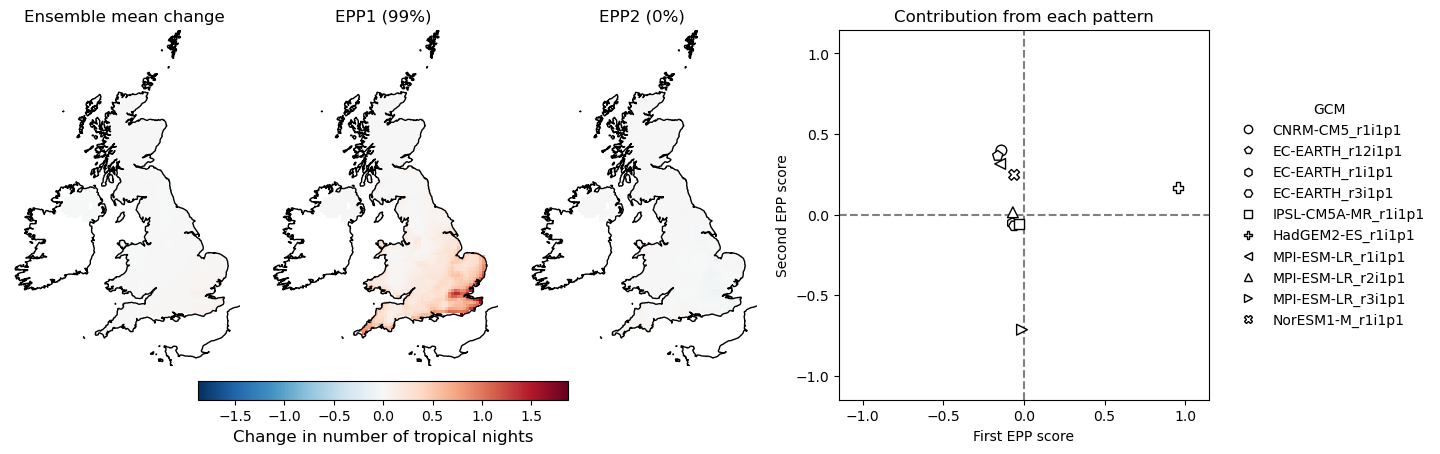 Ensemble mean change
EPP1 (99%)
EPP2 (0%)
−1.5 −1.0 −0.5 0.0 0.5 1.0 1.5
Change in number of tropical nights
Contribution from each pattern
Second EPP score
1.0
0.5
0.0
−0.5
−1.0
−1.0 −0.5 0.0 0.5 1.0
First EPP score
GCM
CNRM-CM5_r1i1p1
EC-EARTH_r12i1p1
EC-EARTH_r1i1p1
EC-EARTH_r3i1p1
IPSL-CM5A-MR_r1i1p1
HadGEM2-ES_r1i1p1
MPI-ESM-LR_r1i1p1
MPI-ESM-LR_r2i1p1
MPI-ESM-LR_r3i1p1
NorESM1-M_r1i1p1